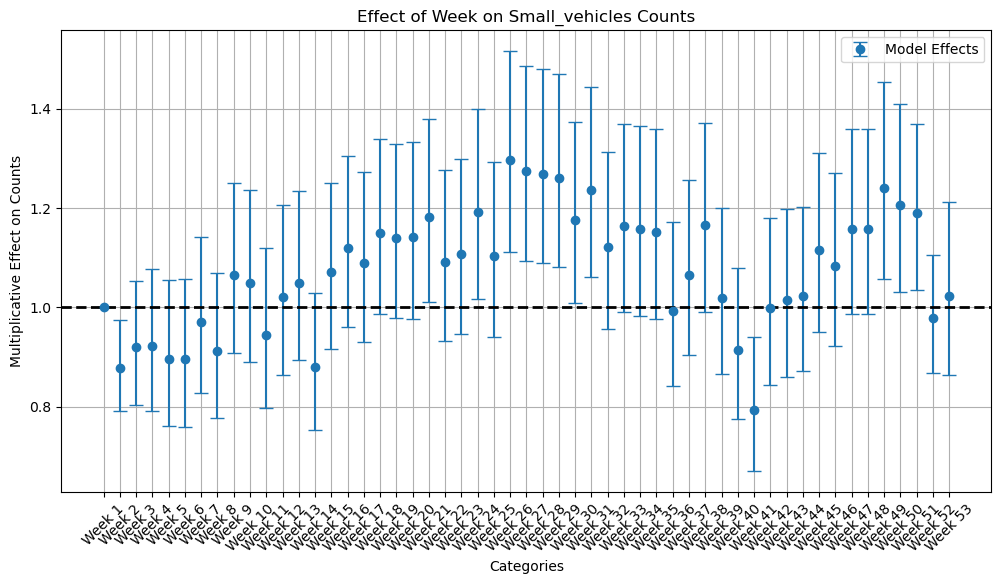 Effect of Week on Small_vehicles Counts
Model Effects
Multiplicative Effect on Counts
1.4
1.2
1.0
0.8
Week 1
Week 2
Week 3
Week 4
Week 5
Week 6
Week 7
Week 8
Week 9
Week 10
Week 11
Week 12
Week 13
Week 14
Week 15
Week 16
Week 17
Week 18
Week 19
Week 20
Week 21
Week 22
Week 23
Week 24
Week 25
Week 26
Week 27
Week 28
Week 29
Week 30
Week 31
Week 32
Week 33
Week 34
Week 35
Week 36
Week 37
Week 38
Week 39
Week 40
Week 41
Week 42
Week 43
Week 44
Week 45
Week 46
Week 47
Week 48
Week 49
Week 50
Week 51
Week 52
Week 53
Categories